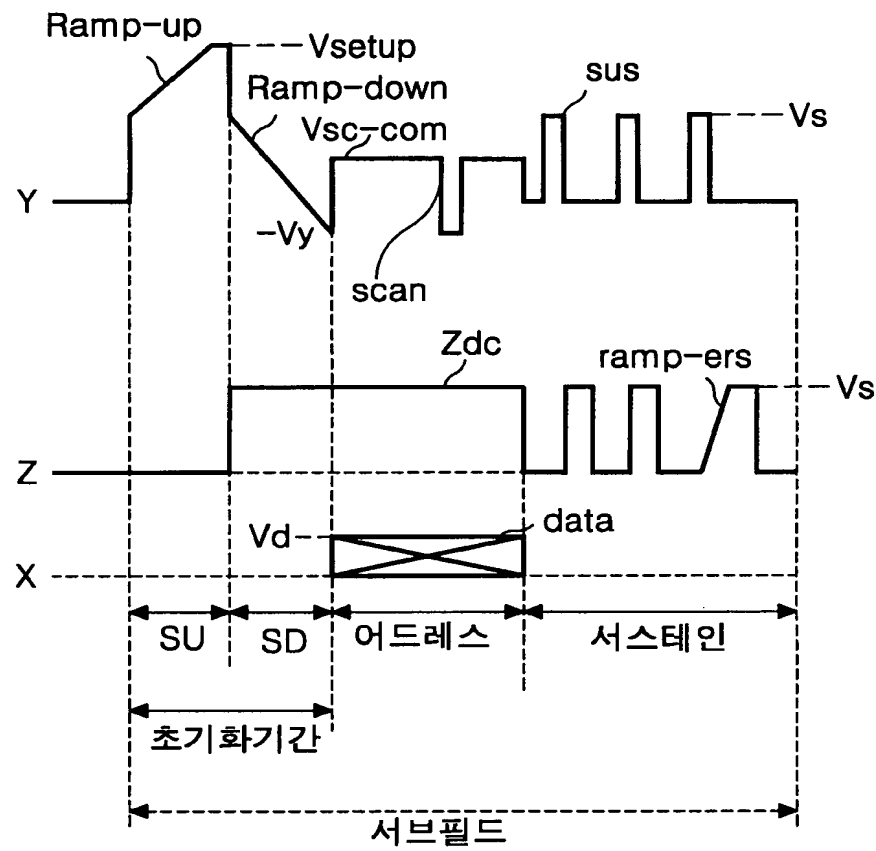 Ramp-up
Vsetup
Ramp-down
sus
Vsc-com
Vs
Y
-Vy
scan
Zdc
ramp-ers
Vs
Z
Vd
data
X
SU
SD
어드레스
서스테인
초기화기간
서브필드